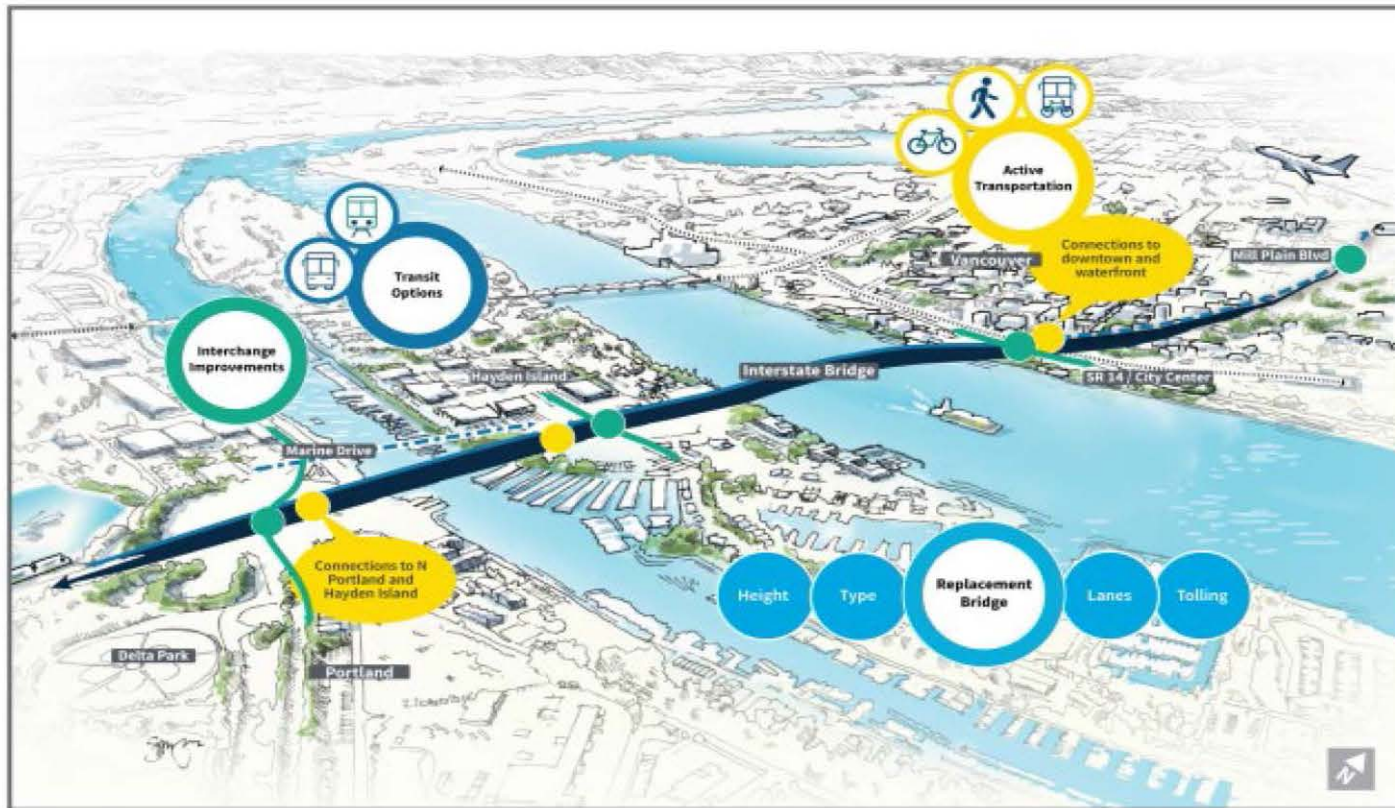 Active
Transportation
Connections to
downtown and
waterfront
Vancouver
Mill Plain Blvd
Transit
Options
Interchange
Improvements
Hayden Island
Interstate Bridge
SR 14 / City Center
Marine Drive
Connections to N
Portland and
Hayden Island
Height
Type
Replacement
Bridge
Lanes
Tolling
Delta Park
Portland
N